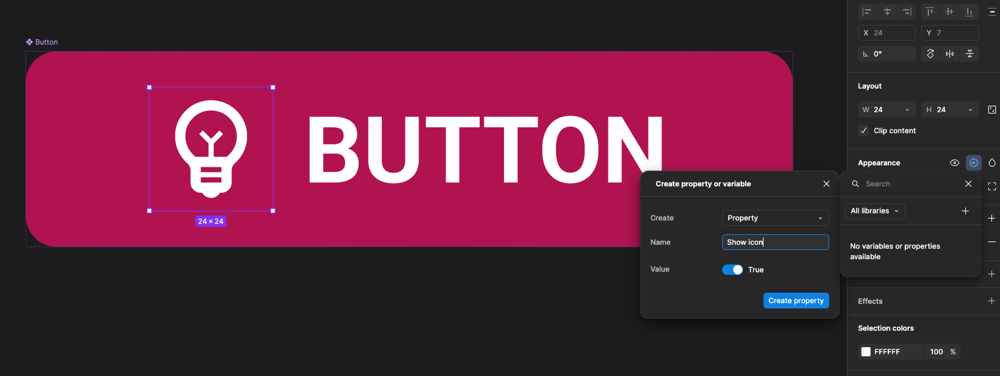 X 24 Y 7
0°
Button
Layout
W 24 H 24
Clip content
BUTTON
Appearance
Create property or variable
Search
Create Property
All libraries
24 × 24
Name Show icon
No variables or properties
available
Value True
Create property
Effects
Selection colors
FFFFFF 100 %